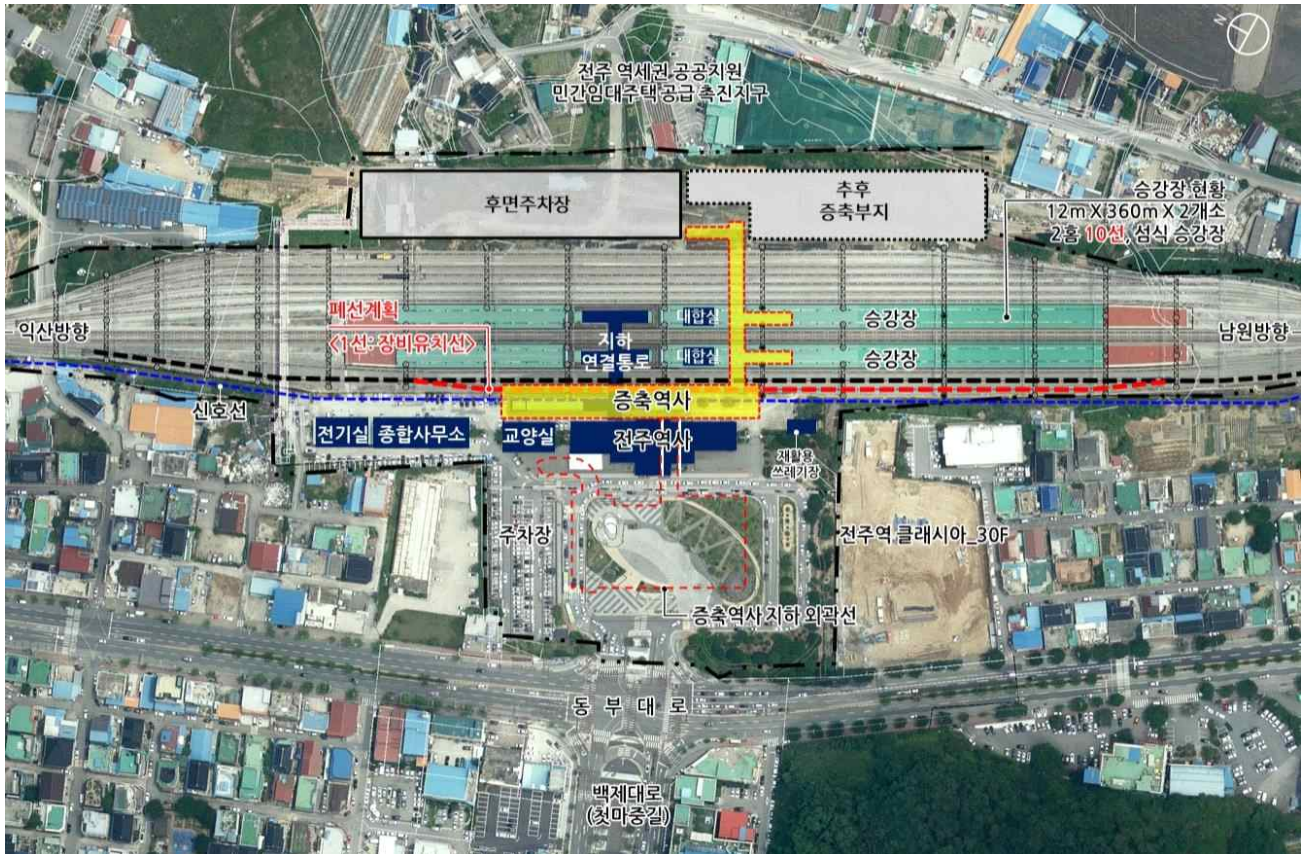 N
전주 역세권 공공지원
민간임대주택 공급 촉진지구
후면주차장
추후
증축부지
승강장 현황
12m X 360m X 2개소
2홈 10선, 섬식 승강장
폐선계획
<1선: 장비유치선>
익산방향
지하
연결통로
대합실
승강장
대합실
승강장
남원방향
신호선
증축역사
전기실
종합사무소
교양실
전주역사
재활용
쓰레기장
주차장
전주역 클래시아_30F
증축역사 지하 외곽선
동 부 대 로
백제대로
(첫마중길)